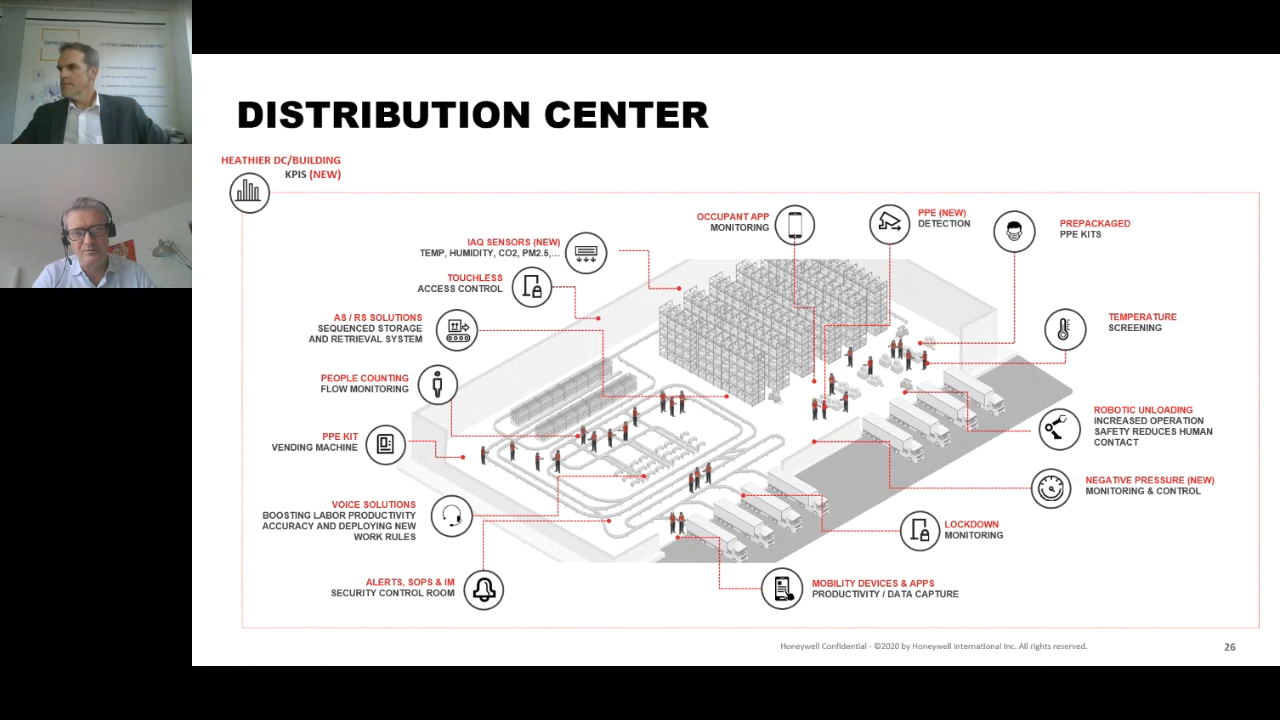 DISTRIBUTION CENTER
HEATHIER DC/BUILDING
KPIS (NEW)
OCCUPANT APP
MONITORING
PPE (NEW)
DETECTION
PREPACKAGED
PPE KITS
IAQ SENSORS (NEW)
TEMP, HUMIDITY, CO2, PM2.5,...
TOUCHLESS
ACCESS CONTROL
AS / RS SOLUTIONS
SEQUENCED STORAGE
AND RETRIEVAL SYSTEM
TEMPERATURE
SCREENING
PEOPLE COUNTING
FLOW MONITORING
ROBOTIC UNLOADING
INCREASED OPERATION
SAFETY REDUCES HUMAN
CONTACT
PPE KIT
VENDING MACHINE
NEGATIVE PRESSURE (NEW)
MONITORING & CONTROL
VOICE SOLUTIONS
BOOSTING LABOR PRODUCTIVITY
ACCURACY AND DEPLOYING NEW
WORK RULES
LOCKDOWN
MONITORING
ALERTS, SOPS & IM
SECURITY CONTROL ROOM
MOBILITY DEVICES & APPS
PRODUCTIVITY / DATA CAPTURE
Honeywell Confidential - ©2020 by Honeywell International Inc. All rights reserved.
26